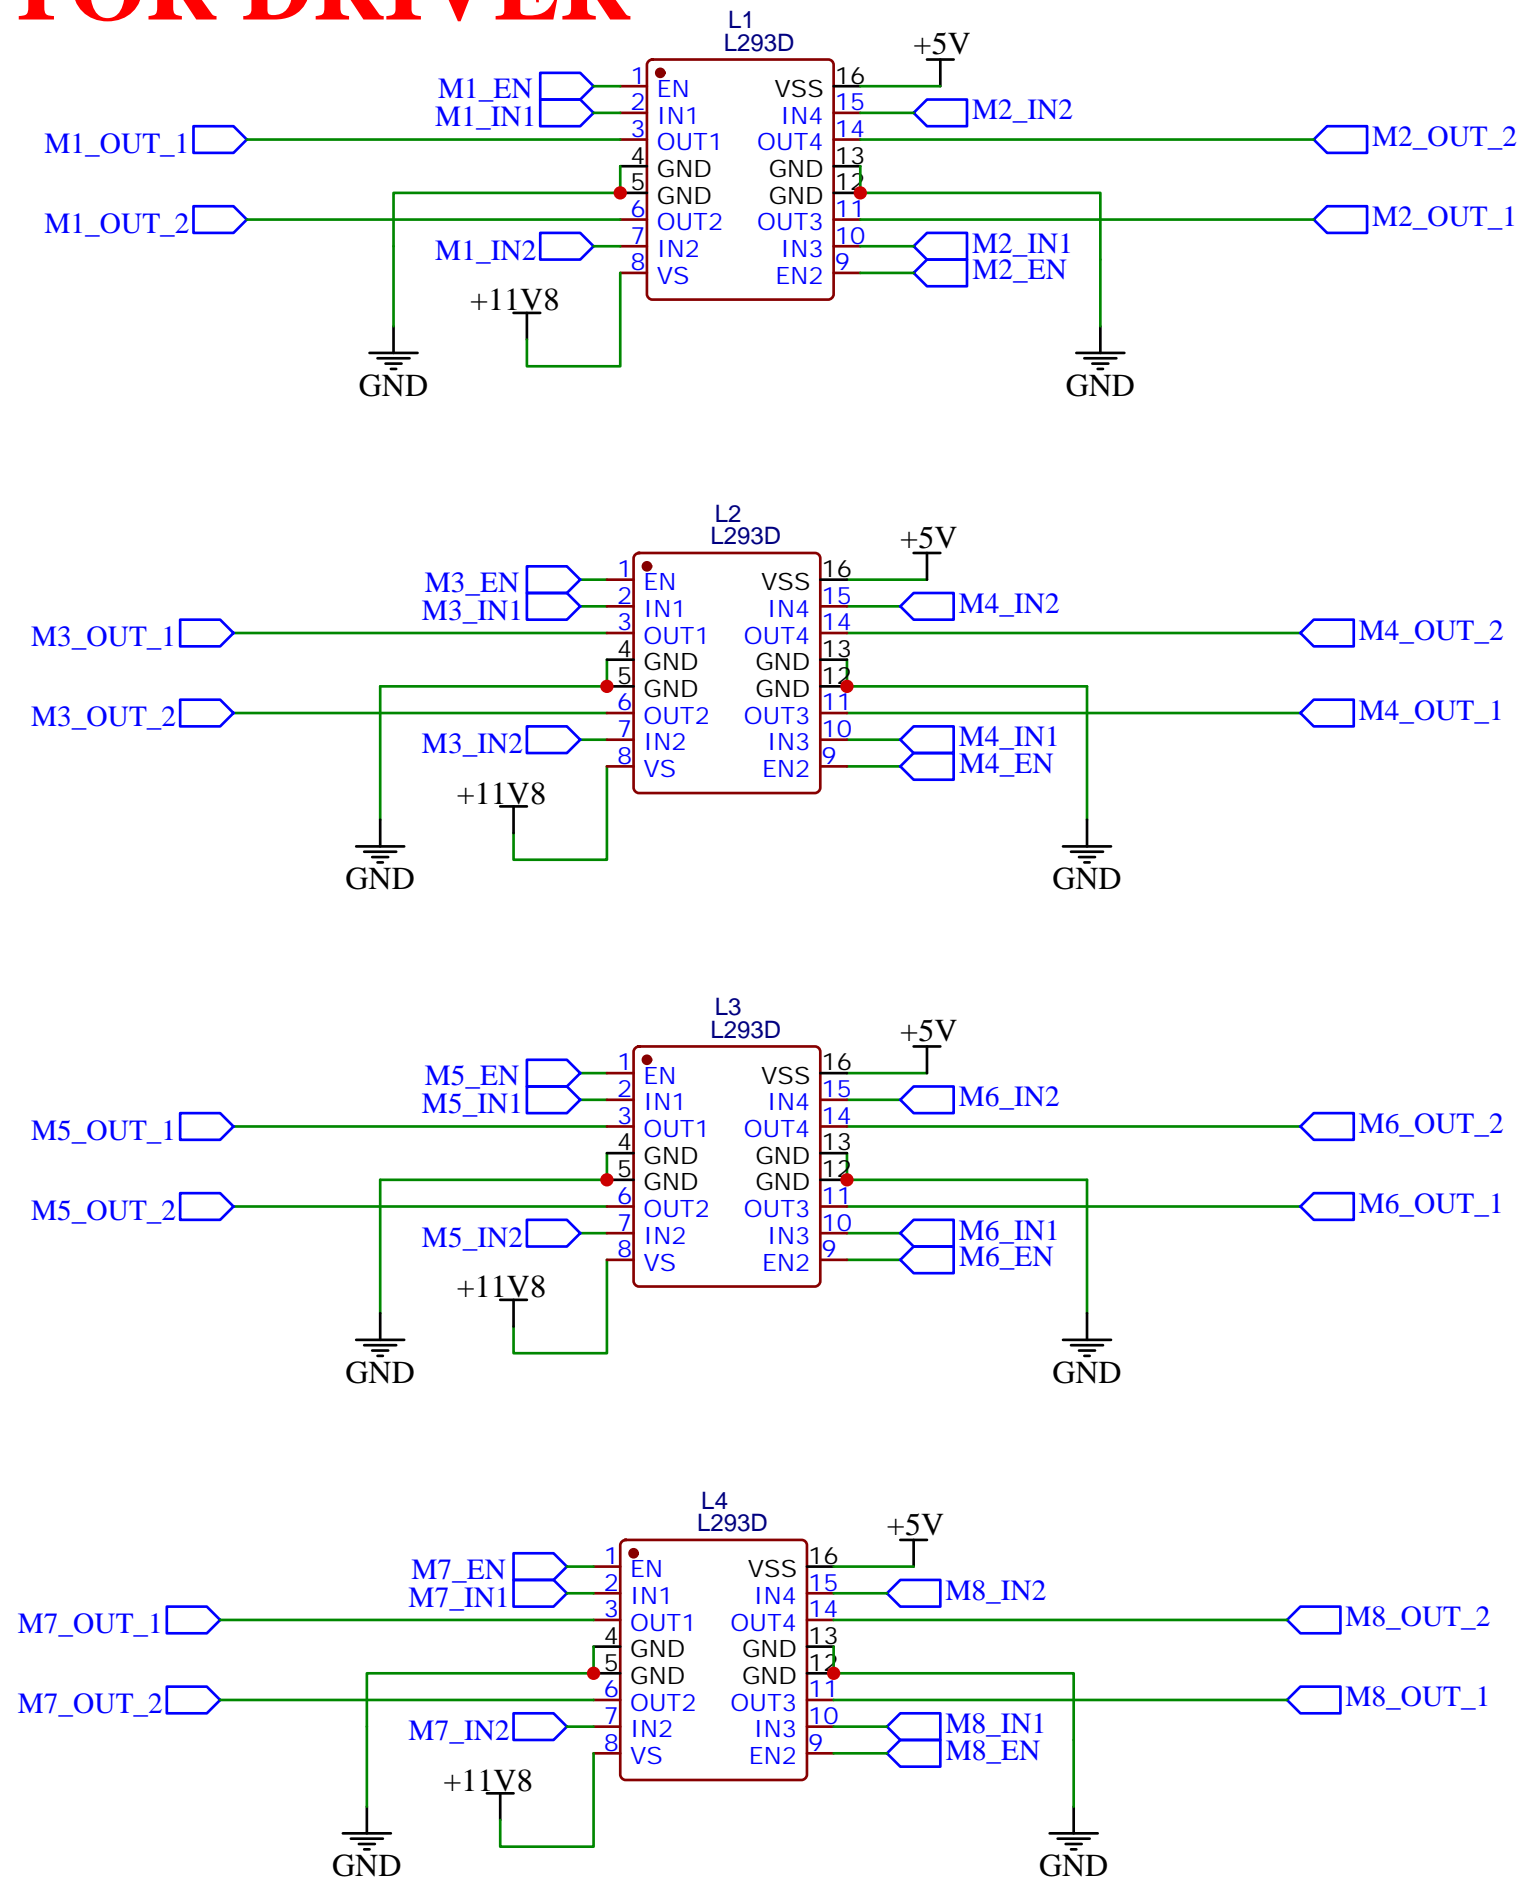 FOR DRIVER
L1
L293D
+5V
M1_EN 1 EN VSS 16
M1_IN1 2 IN1 IN4 15 M2_IN2
M1_OUT_1 3 OUT1 OUT4 14 M2_OUT_2
4 GND GND 13
5 GND GND 12
M1_OUT_2 6 OUT2 OUT3 11 M2_OUT_1
M1_IN2 7 IN2 IN3 10 M2_IN1
8 VS EN2 9 M2_EN
+11V8
GND GND
L2
L293D
+5V
M3_EN 1 EN VSS 16
M3_IN1 2 IN1 IN4 15 M4_IN2
M3_OUT_1 3 OUT1 OUT4 14 M4_OUT_2
4 GND GND 13
5 GND GND 12
M3_OUT_2 6 OUT2 OUT3 11 M4_OUT_1
M3_IN2 7 IN2 IN3 10 M4_IN1
8 VS EN2 9 M4_EN
+11V8
GND GND
L3
L293D
+5V
M5_EN 1 EN VSS 16
M5_IN1 2 IN1 IN4 15 M6_IN2
M5_OUT_1 3 OUT1 OUT4 14 M6_OUT_2
4 GND GND 13
5 GND GND 12
M5_OUT_2 6 OUT2 OUT3 11 M6_OUT_1
M5_IN2 7 IN2 IN3 10 M6_IN1
8 VS EN2 9 M6_EN
+11V8
GND GND
L4
L293D
+5V
M7_EN 1 EN VSS 16
M7_IN1 2 IN1 IN4 15 M8_IN2
M7_OUT_1 3 OUT1 OUT4 14 M8_OUT_2
4 GND GND 13
5 GND GND 12
M7_OUT_2 6 OUT2 OUT3 11 M8_OUT_1
M7_IN2 7 IN2 IN3 10 M8_IN1
8 VS EN2 9 M8_EN
+11V8
GND GND